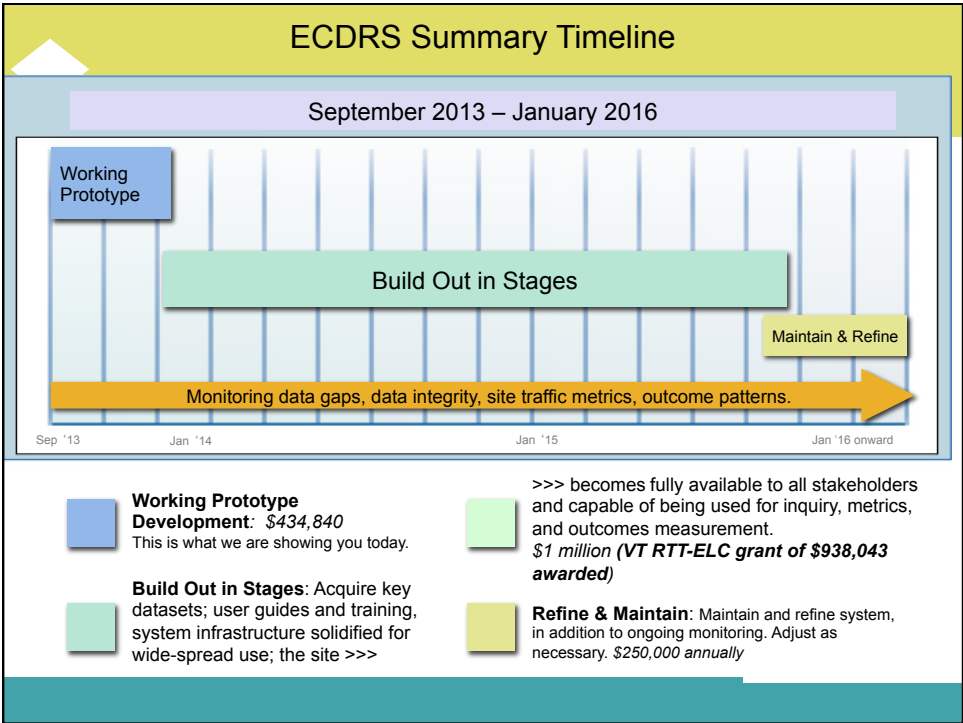 ECDRS Summary Timeline
September 2013 – January 2016
Working
Prototype
Build Out in Stages
Maintain & Refine
Monitoring data gaps, data integrity, site traffic metrics, outcome patterns.
Sep ‘13
Jan ‘14
Jan ‘15
Jan ‘16 onward
Working Prototype
Development: $434,840
This is what we are showing you today.
Build Out in Stages: Acquire key
datasets; user guides and training,
system infrastructure solidified for
wide-spread use; the site >>>
>>> becomes fully available to all stakeholders
and capable of being used for inquiry, metrics,
and outcomes measurement.
$1 million (VT RTT-ELC grant of $938,043
awarded)
Refine & Maintain: Maintain and refine system,
in addition to ongoing monitoring. Adjust as
necessary. $250,000 annually